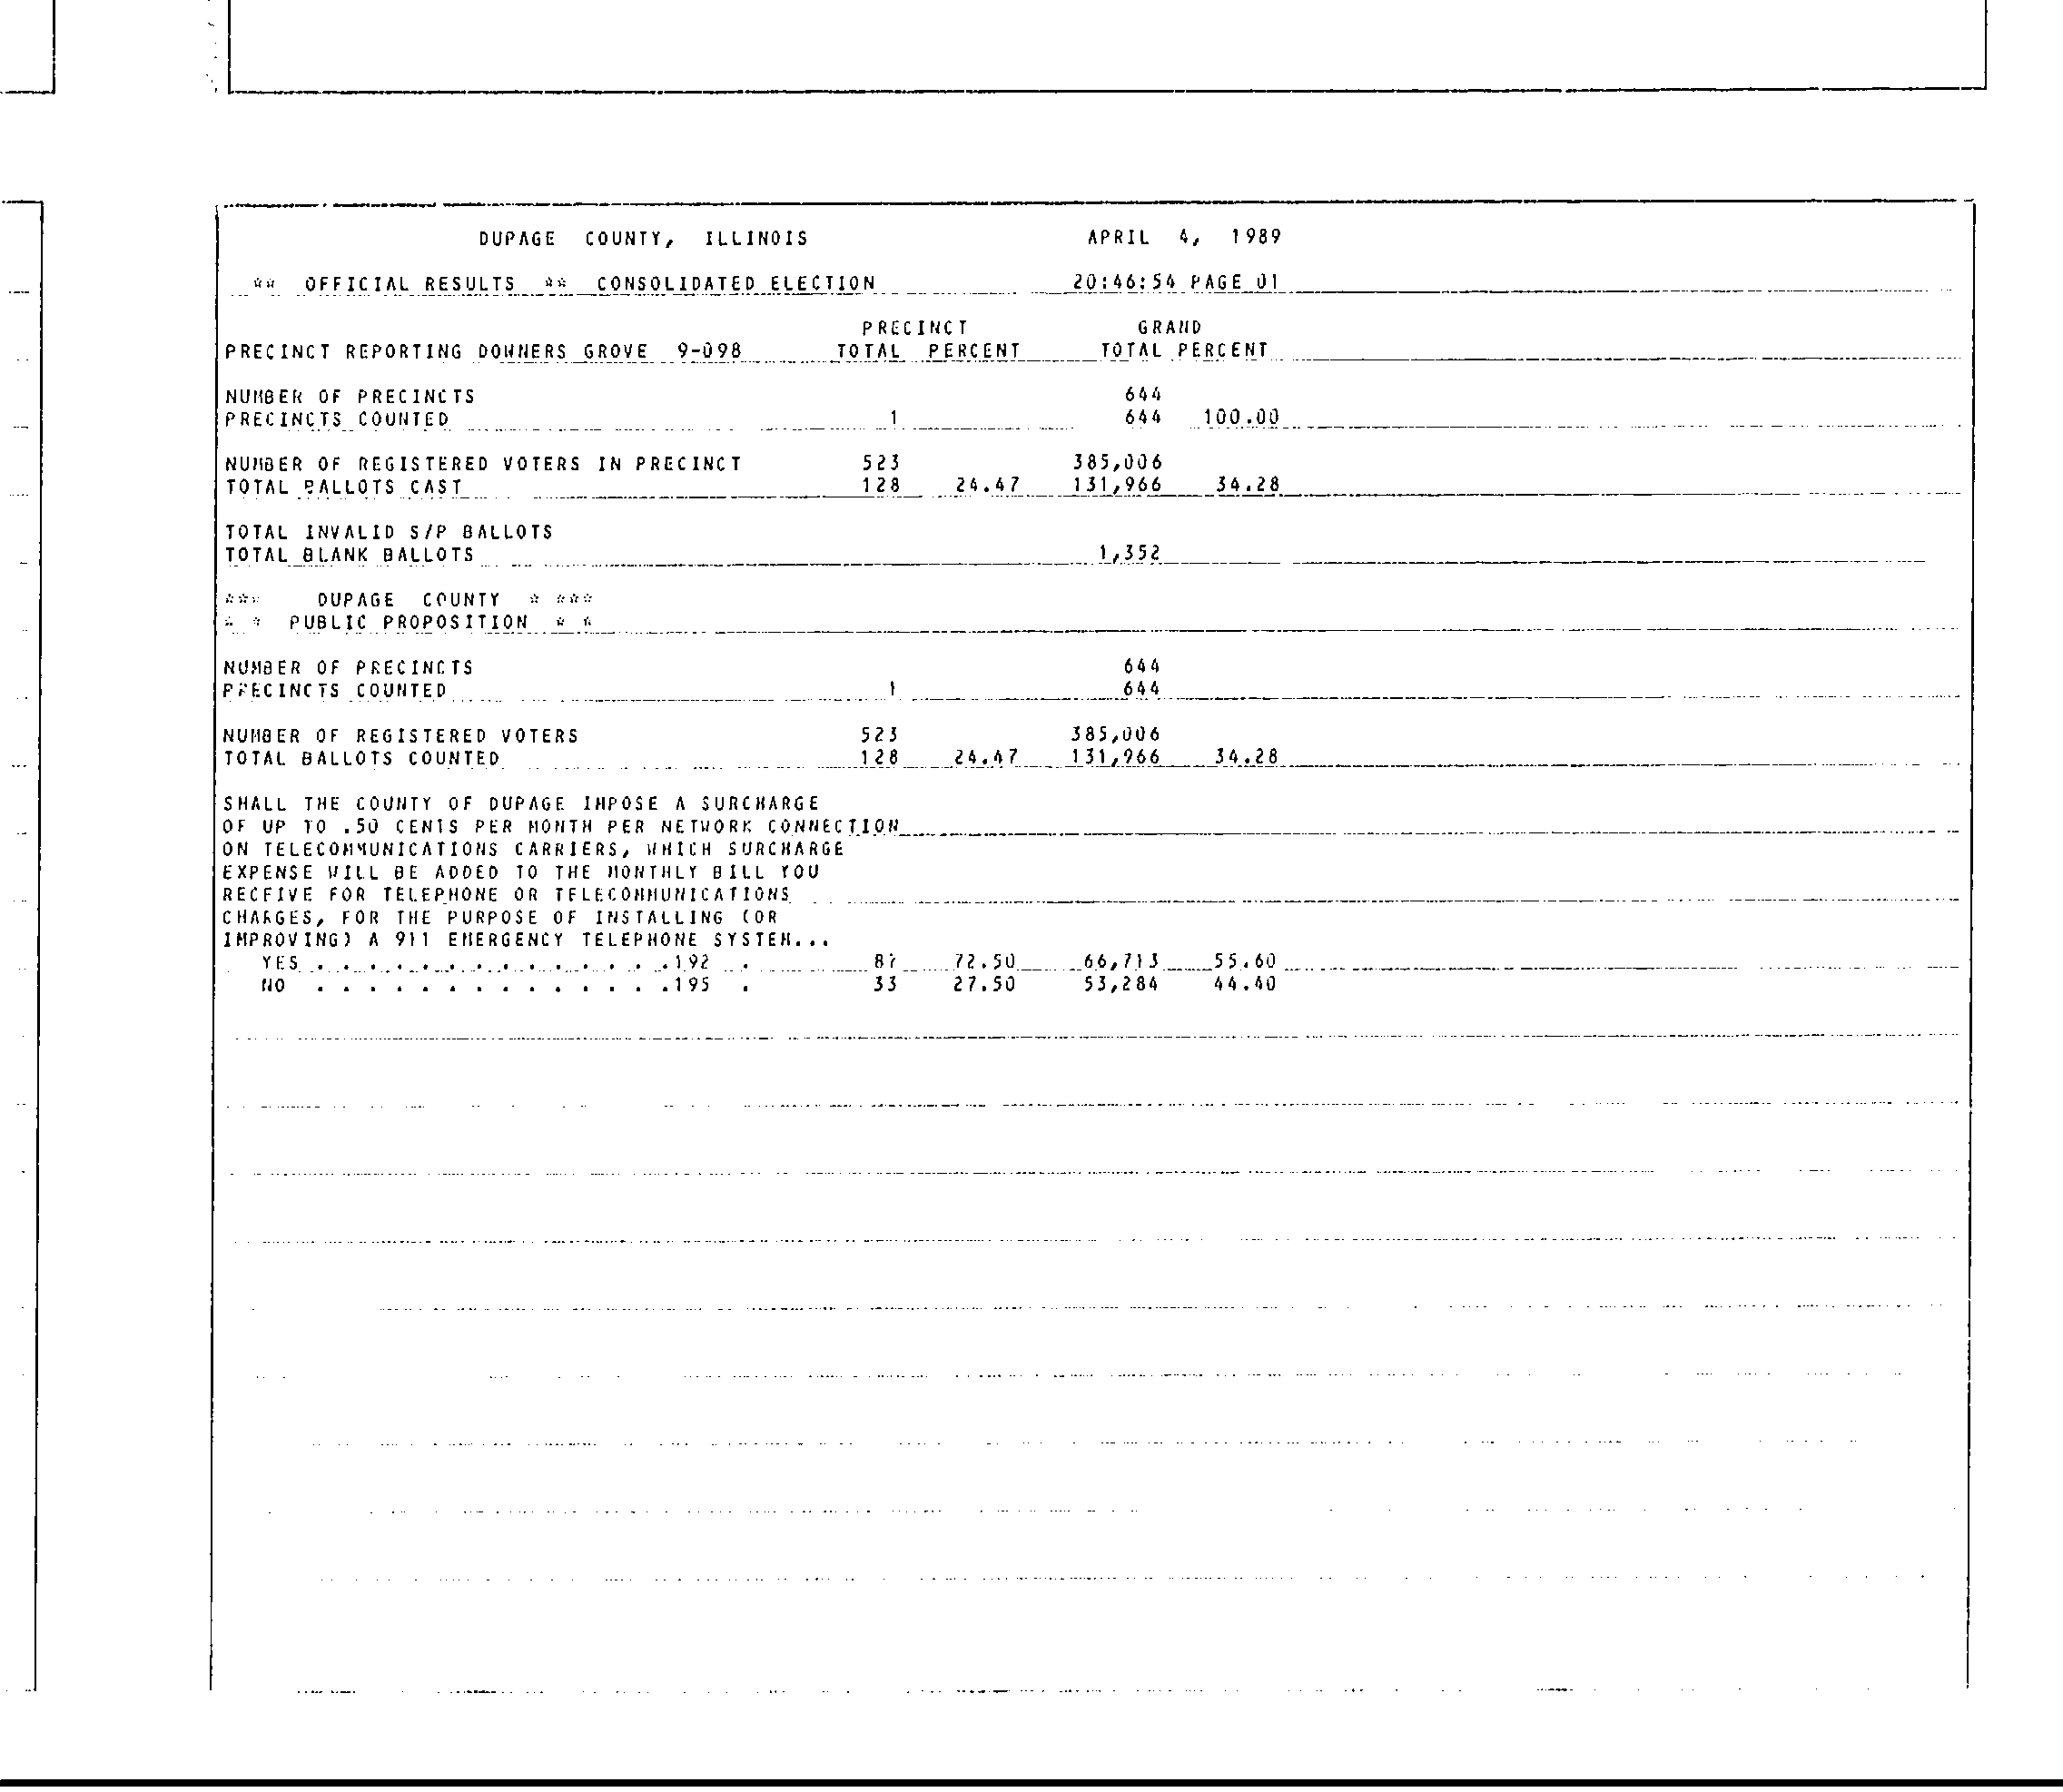 DUPAGE COUNTY, ILLINOIS APRIL 4, 1989
** OFFICIAL RESULTS ** CONSOLIDATED ELECTION 20:46:54 PAGE 01
PRECINCT GRAND
PRECINCT REPORTING DOWNERS GROVE 9-098 TOTAL PERCENT TOTAL PERCENT
NUMBER OF PRECINCTS 644
PRECINCTS COUNTED 1 644 100.00
NUMBER OF REGISTERED VOTERS IN PRECINCT 523 385,006
TOTAL BALLOTS CAST 128 24.47 131,966 34.28
TOTAL INVALID S/P BALLOTS
TOTAL BLANK BALLOTS 1,352
*** DUPAGE COUNTY * ***
* * PUBLIC PROPOSITION * *
NUMBER OF PRECINCTS 644
PRECINCTS COUNTED 1 644
NUMBER OF REGISTERED VOTERS 523 385,006
TOTAL BALLOTS COUNTED 128 24.47 131,966 34.28
SHALL THE COUNTY OF DUPAGE IMPOSE A SURCHARGE
OF UP TO .50 CENTS PER MONTH PER NETWORK CONNECTION
ON TELECOMMUNICATIONS CARRIERS, WHICH SURCHARGE
EXPENSE WILL BE ADDED TO THE MONTHLY BILL YOU
RECEIVE FOR TELEPHONE OR TELECOMMUNICATIONS
CHARGES, FOR THE PURPOSE OF INSTALLING (OR
IMPROVING) A 911 EMERGENCY TELEPHONE SYSTEM...
YES . . . . . . . . . . . . . .192 . 87 72.50 66,713 55.60
NO . . . . . . . . . . . . . .195 . 33 27.50 53,284 44.40